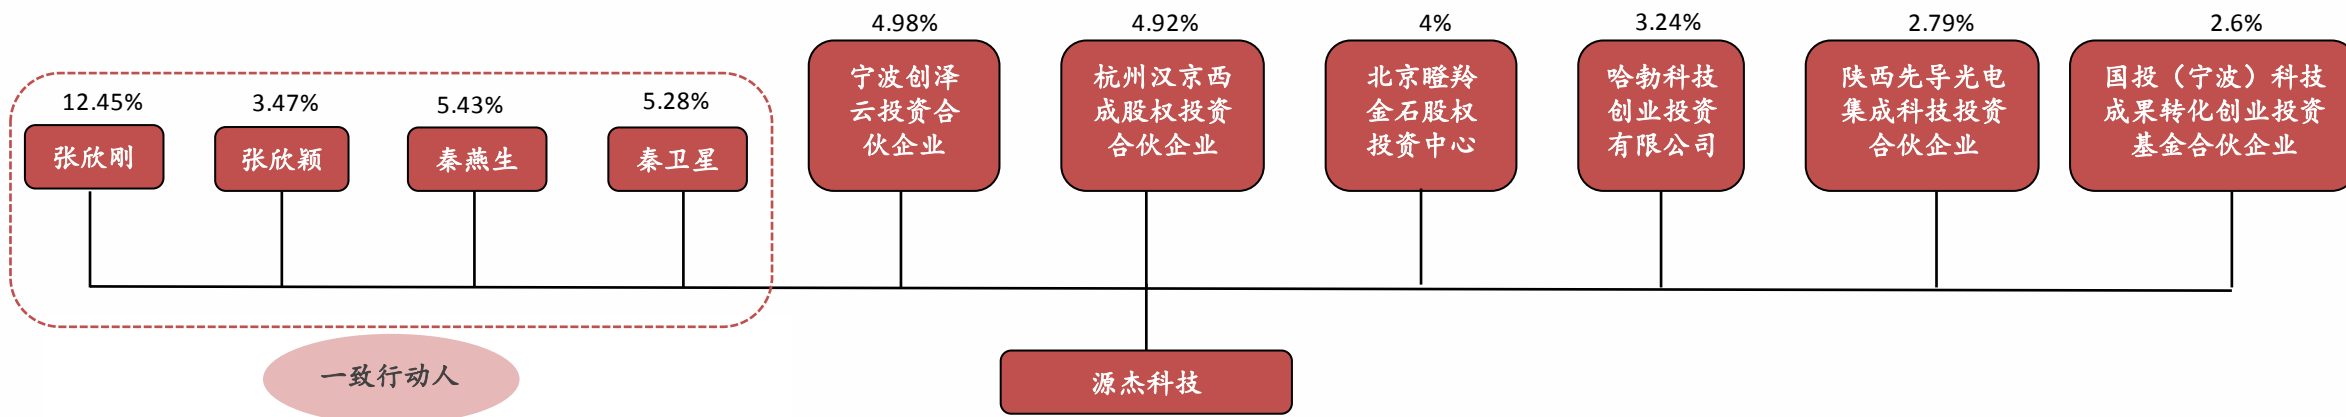 12.45%
张欣刚
3.47%
张欣颖
5.43%
秦燕生
5.28%
秦卫星
4.98%
宁波创泽
云投资合
伙企业
4.92%
杭州汉京西
成股权投资
合伙企业
4%
北京瞪羚
金石股权
投资中心
3.24%
哈勃科技
创业投资
有限公司
2.79%
陕西先导光电
集成科技投资
合伙企业
2.6%
国投（宁波）科技
成果转化创业投资
基金合伙企业
一致行动人
源杰科技